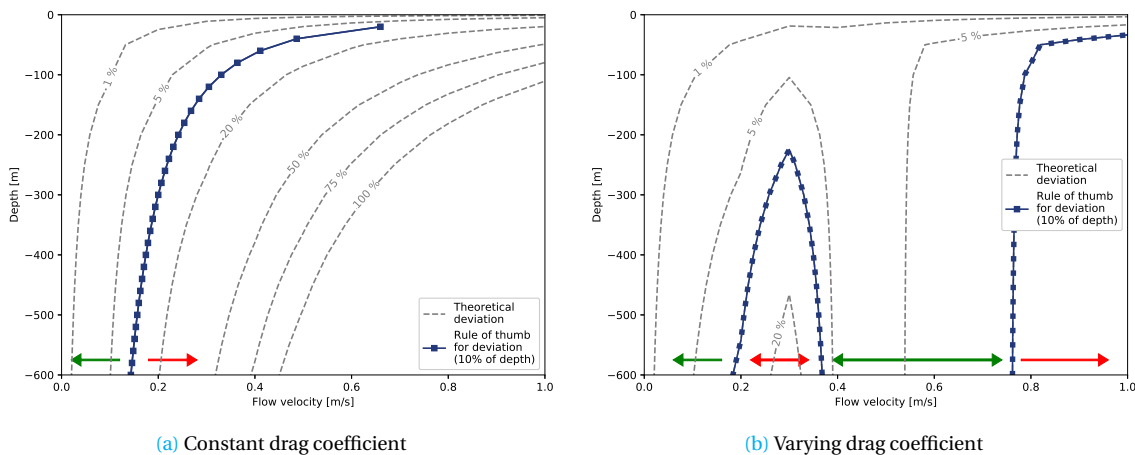 0
−100
−200
−300
−400
−500
−600
Depth [m]
1 %
5 %
20 %
50 %
75 %
100 %
Theoretical
deviation
Rule of thumb
for deviation
(10% of depth)
0.0 0.2 0.4 0.6 0.8 1.0
Flow velocity [m/s]
(a) Constant drag coefficient
0
−100
−200
−300
−400
−500
−600
Depth [m]
1 %
5 %
5 %
20 %
Theoretical
deviation
Rule of thumb
for deviation
(10% of depth)
0.0 0.2 0.4 0.6 0.8 1.0
Flow velocity [m/s]
(b) Varying drag coefficient